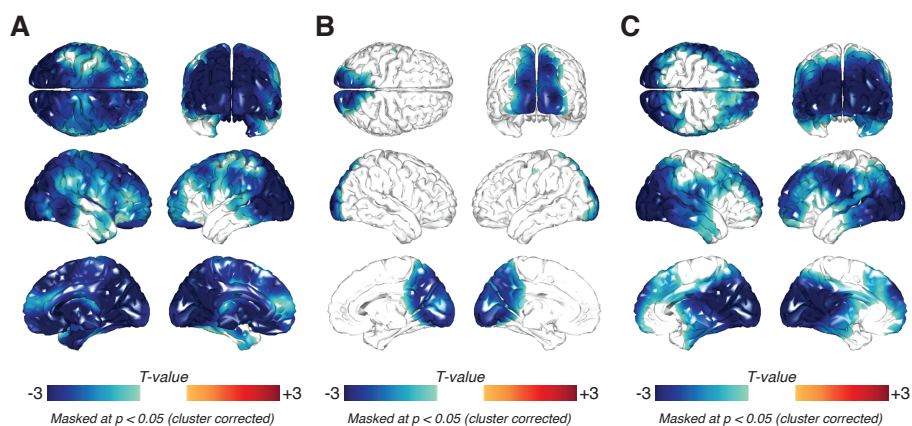 A
B
C
T-value
-3
+3
Masked at p < 0.05 (cluster corrected)
T-value
-3
+3
Masked at p < 0.05 (cluster corrected)
T-value
-3
+3
Masked at p < 0.05 (cluster corrected)